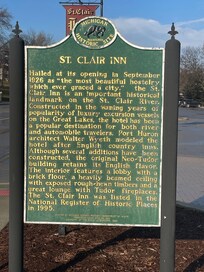 St. Clair
MICHIGAN
HISTORIC SITE
ST. CLAIR INN
Hailed at its opening in September
1926 as "the most beautiful hostelry
which ever graced a city," the St.
Clair Inn is an important historical
landmark on the St. Clair River.
Constructed in the waning years of
popularity of luxury excursion vessels
on the Great Lakes, the hotel has been
a popular destination for both river
and automobile travelers. Port Huron
architect Walter Wyeth modeled the
hotel after English country inns.
Although several additions have been
constructed, the original Neo-Tudor
building retains its English flavor.
The interior features a lobby with a
brick floor, a heavily beamed ceiling
with exposed rough-hewn timbers and a
great lounge with Tudor fireplaces.
The St. Clair Inn was listed in the
National Register of Historic Places
in 1995.